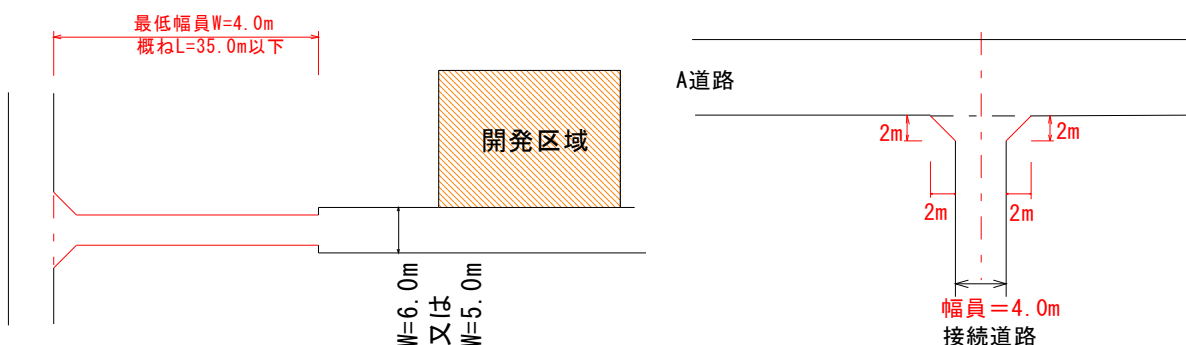 最低幅員W=4.0m
概ねL=35.0m以下
開発区域
W=6.0m
又は
W=5.0m
A道路
2m
2m
2m
2m
幅員＝4.0m
接続道路